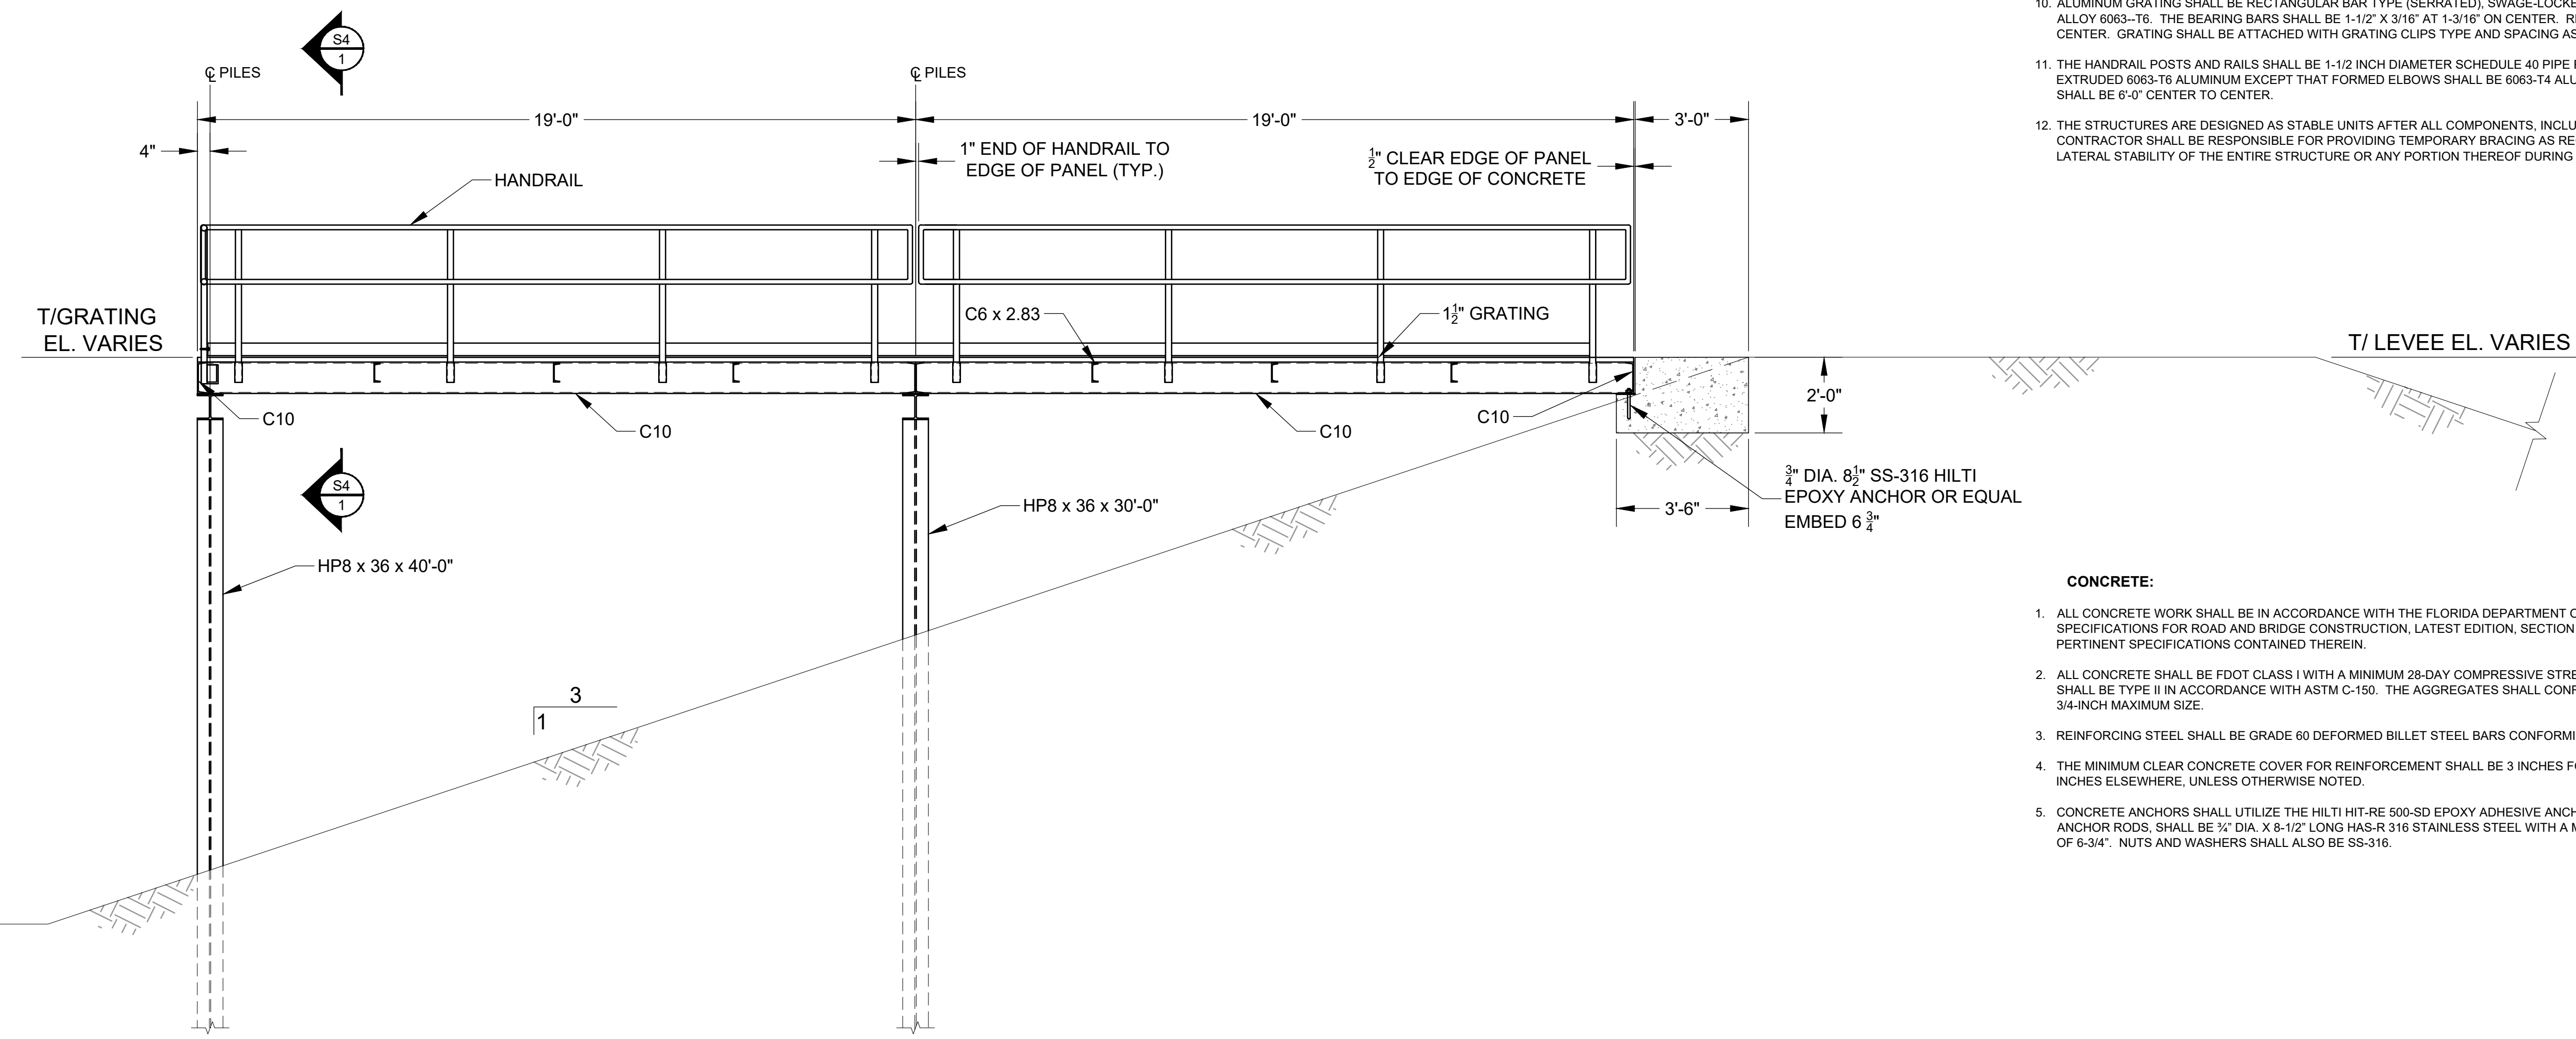 S4
1
℄ PILES
℄ PILES
19'-0"
19'-0"
3'-0"
4"
1" END OF HANDRAIL TO
EDGE OF PANEL (TYP.)
½" CLEAR EDGE OF PANEL
TO EDGE OF CONCRETE
HANDRAIL
T/GRATING
EL. VARIES
C6 x 2.83
1½" GRATING
T/ LEVEE EL. VARIES
2'-0"
C10
C10
C10
C10
S4
1
¾" DIA. 8½" SS-316 HILTI
EPOXY ANCHOR OR EQUAL
EMBED 6 ¾"
3'-6"
HP8 x 36 x 30'-0"
HP8 x 36 x 40'-0"
3
1
10. ALUMINUM GRATING SHALL BE RECTANGULAR BAR TYPE (SERRATED), SWAGE-LOCKE
ALLOY 6063--T6. THE BEARING BARS SHALL BE 1-1/2” X 3/16” AT 1-3/16” ON CENTER. R
CENTER. GRATING SHALL BE ATTACHED WITH GRATING CLIPS TYPE AND SPACING AS
11. THE HANDRAIL POSTS AND RAILS SHALL BE 1-1/2 INCH DIAMETER SCHEDULE 40 PIPE
EXTRUDED 6063-T6 ALUMINUM EXCEPT THAT FORMED ELBOWS SHALL BE 6063-T4 ALU
SHALL BE 6'-0” CENTER TO CENTER.
12. THE STRUCTURES ARE DESIGNED AS STABLE UNITS AFTER ALL COMPONENTS, INCLU
CONTRACTOR SHALL BE RESPONSIBLE FOR PROVIDING TEMPORARY BRACING AS RE
LATERAL STABILITY OF THE ENTIRE STRUCTURE OR ANY PORTION THEREOF DURING
CONCRETE:
1. ALL CONCRETE WORK SHALL BE IN ACCORDANCE WITH THE FLORIDA DEPARTMENT O
SPECIFICATIONS FOR ROAD AND BRIDGE CONSTRUCTION, LATEST EDITION, SECTION
PERTINENT SPECIFICATIONS CONTAINED THEREIN.
2. ALL CONCRETE SHALL BE FDOT CLASS I WITH A MINIMUM 28-DAY COMPRESSIVE STRE
SHALL BE TYPE II IN ACCORDANCE WITH ASTM C-150. THE AGGREGATES SHALL CONF
3/4-INCH MAXIMUM SIZE.
3. REINFORCING STEEL SHALL BE GRADE 60 DEFORMED BILLET STEEL BARS CONFORMI
4. THE MINIMUM CLEAR CONCRETE COVER FOR REINFORCEMENT SHALL BE 3 INCHES FO
INCHES ELSEWHERE, UNLESS OTHERWISE NOTED.
5. CONCRETE ANCHORS SHALL UTILIZE THE HILTI HIT-RE 500-SD EPOXY ADHESIVE ANCH
ANCHOR RODS, SHALL BE ¾” DIA. X 8-1/2” LONG HAS-R 316 STAINLESS STEEL WITH A M
OF 6-3/4”. NUTS AND WASHERS SHALL ALSO BE SS-316.